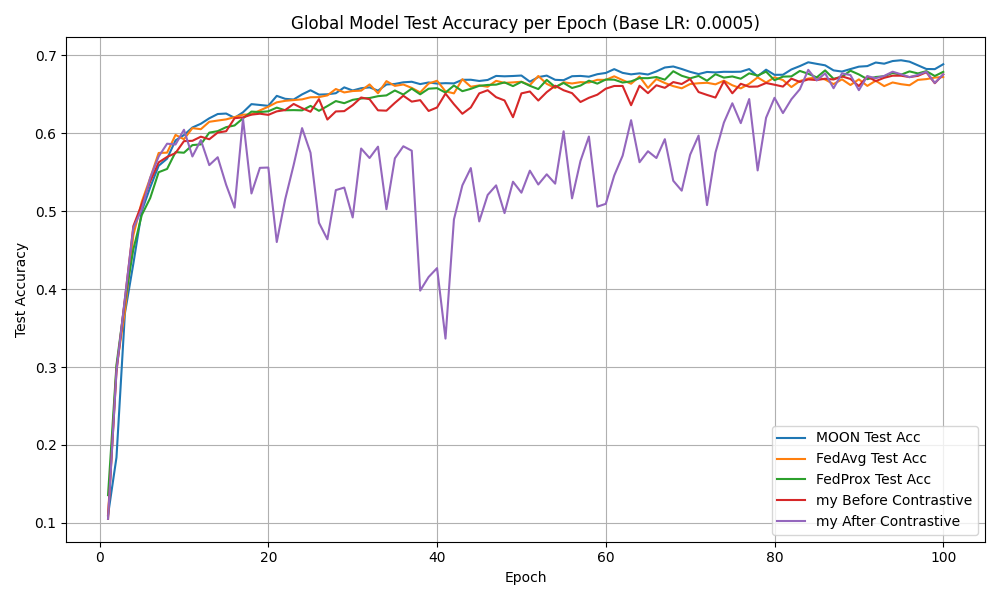 Global Model Test Accuracy per Epoch (Base LR: 0.0005)
Test Accuracy
0.7
0.6
0.5
0.4
0.3
0.2
0.1
0
20
40
60
80
100
Epoch
MOON Test Acc
FedAvg Test Acc
FedProx Test Acc
my Before Contrastive
my After Contrastive